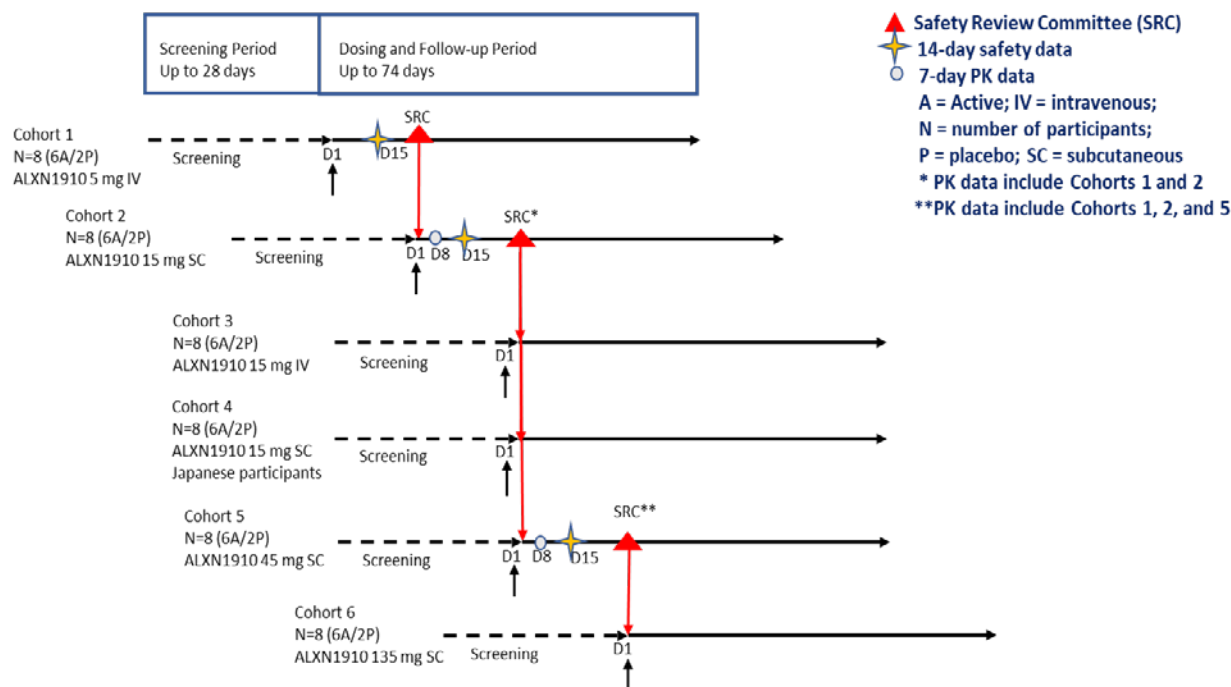 Screening Period
Up to 28 days
Dosing and Follow-up Period
Up to 74 days
Safety Review Committee (SRC)
14-day safety data
7-day PK data
A = Active; IV = intravenous;
N = number of participants;
P = placebo; SC = subcutaneous
* PK data include Cohorts 1 and 2
**PK data include Cohorts 1, 2, and 5
Cohort 1
N=8 (6A/2P)
ALXN1910 5 mg IV
Screening
D1
D15
SRC
Cohort 2
N=8 (6A/2P)
ALXN1910 15 mg SC
Screening
D1
D8
D15
SRC*
Cohort 3
N=8 (6A/2P)
ALXN1910 15 mg IV
Screening
D1
Cohort 4
N=8 (6A/2P)
ALXN1910 15 mg SC
Japanese participants
Screening
D1
Cohort 5
N=8 (6A/2P)
ALXN1910 45 mg SC
Screening
D1
D8
D15
SRC**
Cohort 6
N=8 (6A/2P)
ALXN1910 135 mg SC
Screening
D1